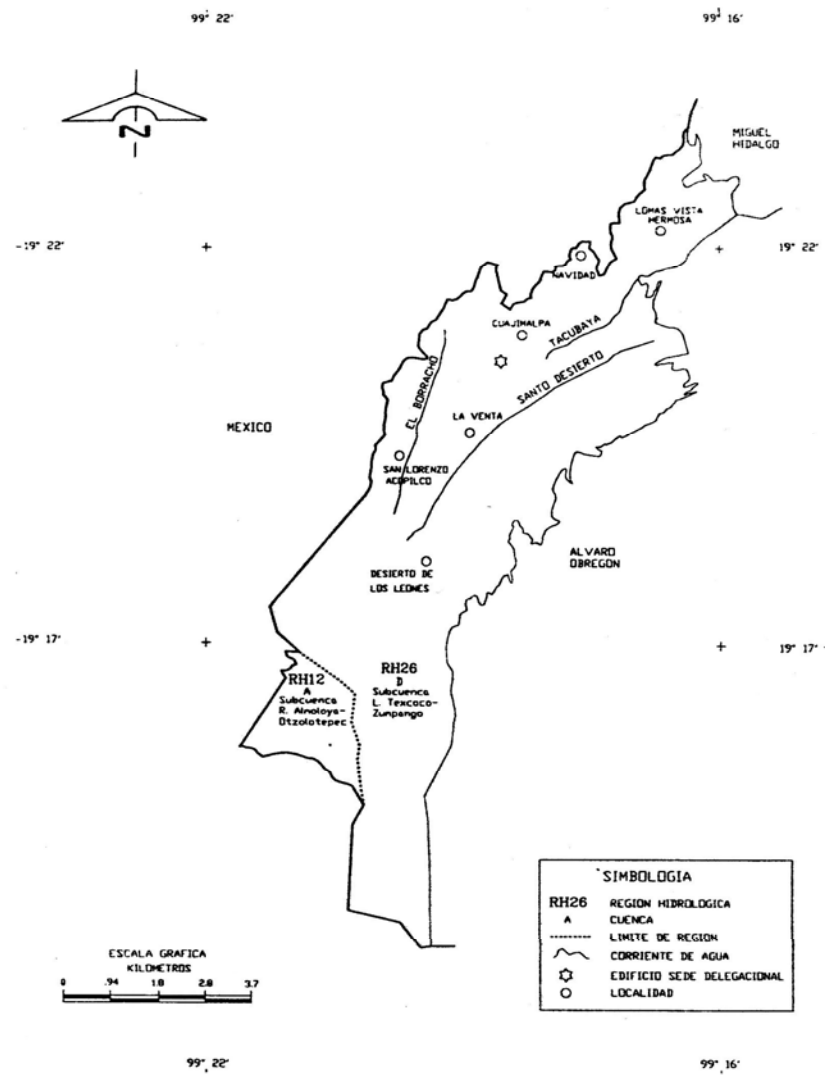 99° 22'
99° 16'
N
MIGUEL
HIDALGO
LOMAS VISTA
HERMOSA
-19° 22'
19° 22'
NAVIDAD
CUAJIMALPA
TACUBAYA
EL BORRACHO
SANTO DESIERTO
LA VENTA
MEXICO
SAN LORENZO
ACOPILCO
ALVARO
OBREGON
DESIERTO DE
LOS LEONES
-19° 17'
19° 17'
RH12
A
Subcuenca
R. Almoloya-
Otzolotepec
RH26
D
Subcuenca
L. Texcoco-
Zumpango
SIMBOLOGIA
RH26 REGION HIDROLOGICA
A CUENCA
LIMITE DE REGION
CORRIENTE DE AGUA
EDIFICIO SEDE DELEGACIONAL
LOCALIDAD
ESCALA GRAFICA
KILOMETROS
0 .94 1.8 2.8 3.7
99° 22'
99° 16'